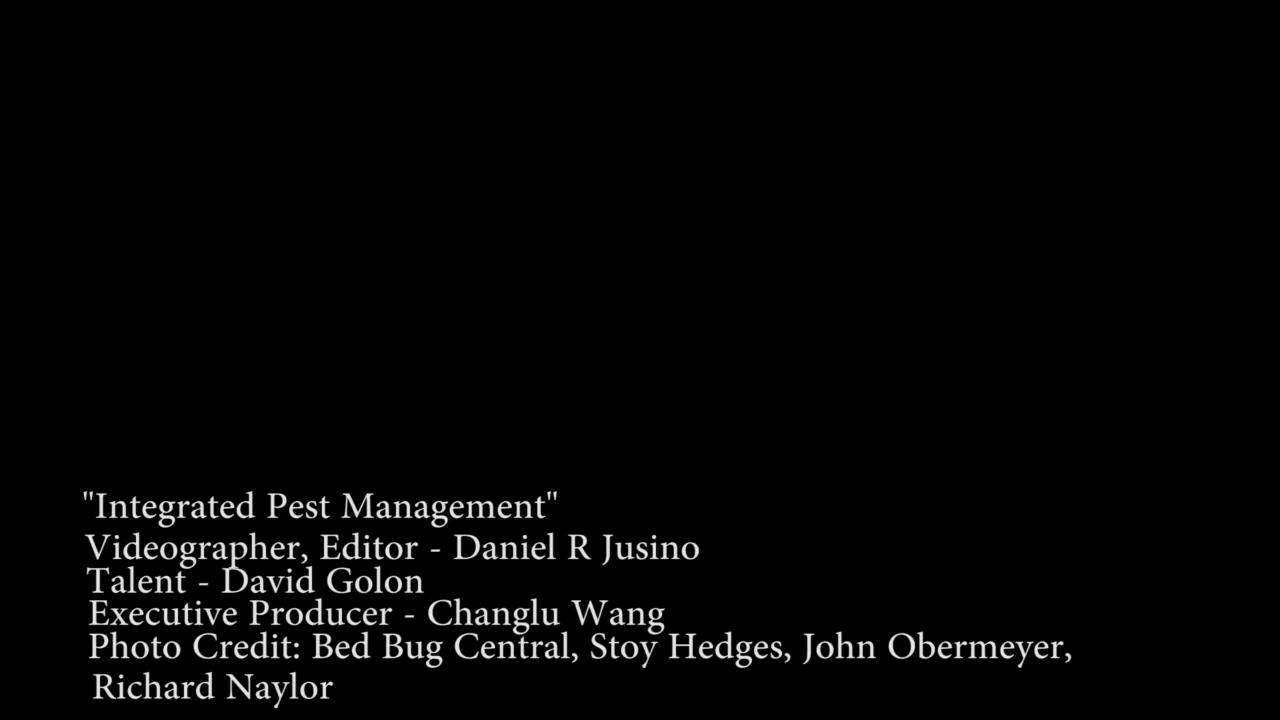 "Integrated Pest Management"
Videographer, Editor - Daniel R Jusino
Talent - David Golon
Executive Producer - Changlu Wang
Photo Credit: Bed Bug Central, Stoy Hedges, John Obermeyer,
Richard Naylor